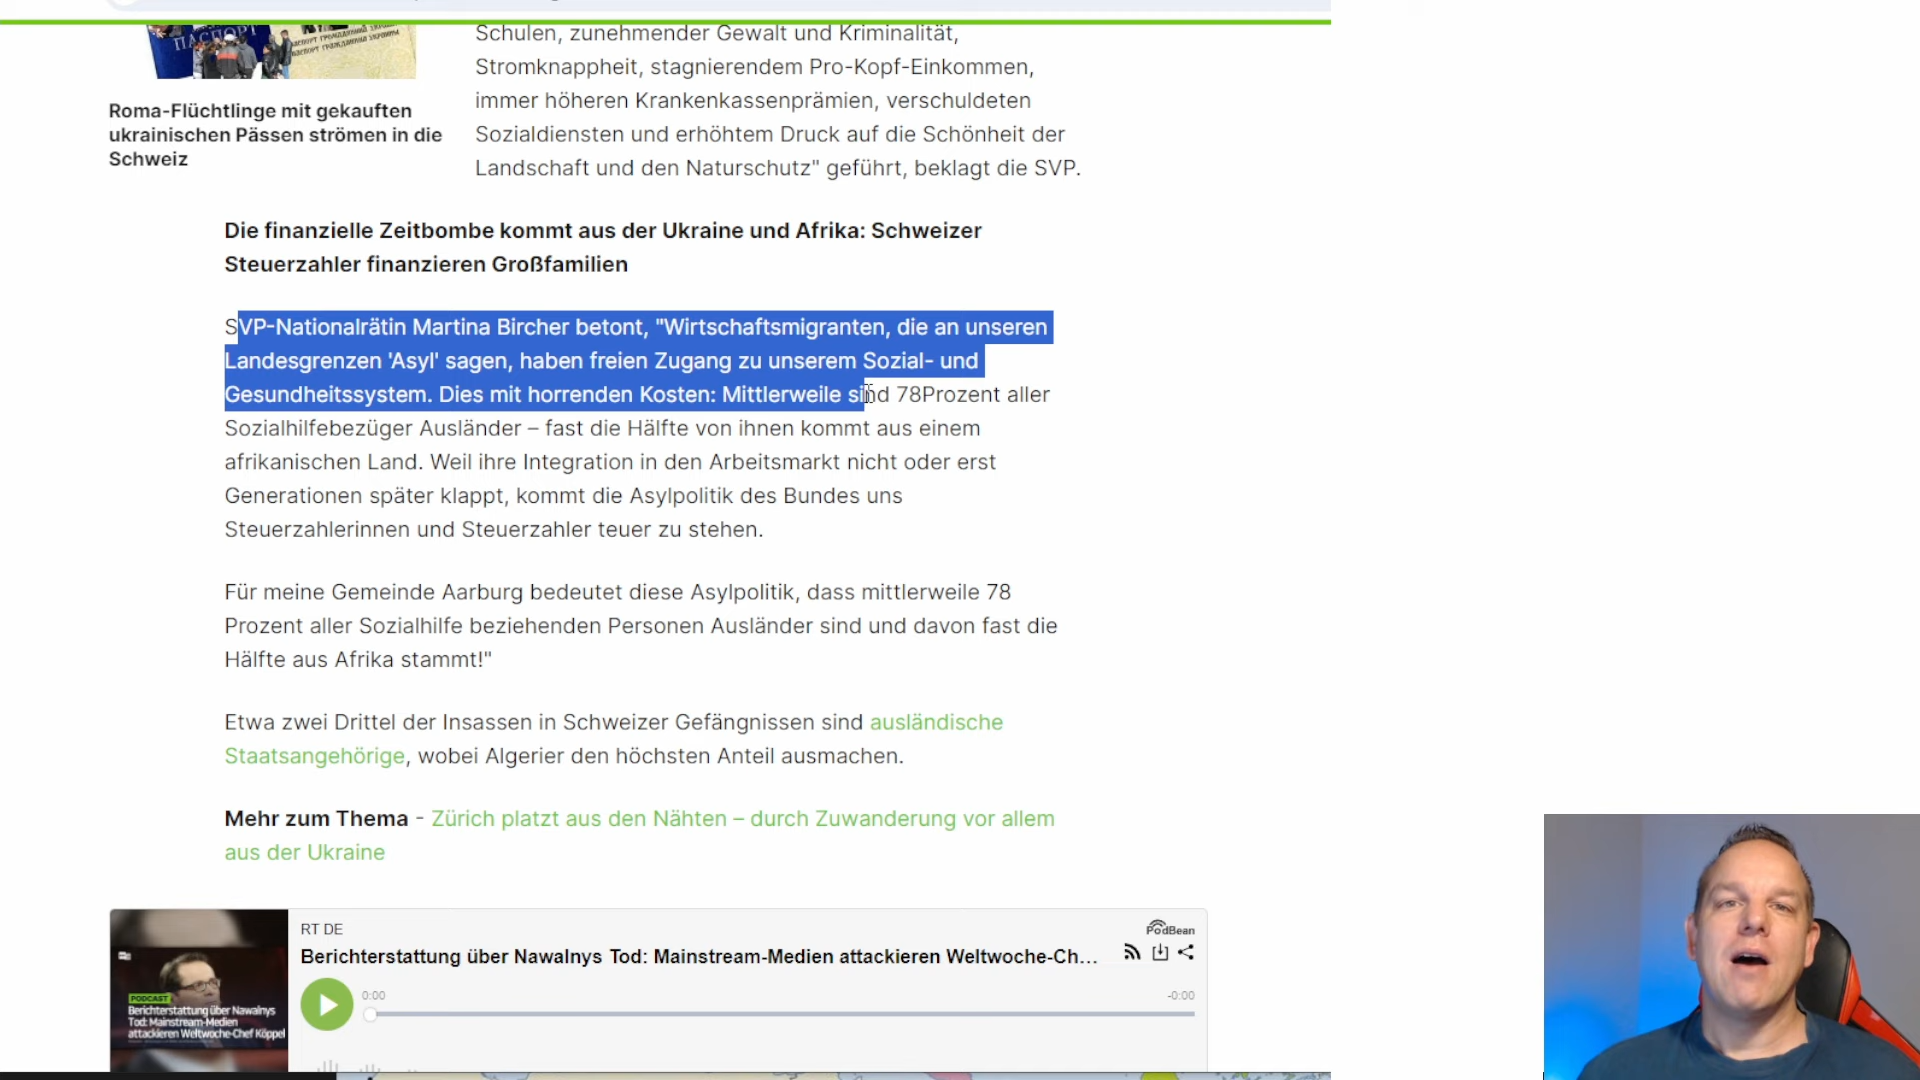 ПАСПОРТ
Schulen, zunehmender Gewalt und Kriminalität,
Stromknappheit, stagnierendem Pro-Kopf-Einkommen,
immer höheren Krankenkassenprämien, verschuldeten
Sozialdiensten und erhöhtem Druck auf die Schönheit der
Landschaft und den Naturschutz" geführt, beklagt die SVP.
Roma-Flüchtlinge mit gekauften
ukrainischen Pässen strömen in die
Schweiz
Die finanzielle Zeitbombe kommt aus der Ukraine und Afrika: Schweizer
Steuerzahler finanzieren Großfamilien
SVP-Nationalrätin Martina Bircher betont, "Wirtschaftsmigranten, die an unseren
Landesgrenzen 'Asyl' sagen, haben freien Zugang zu unserem Sozial- und
Gesundheitssystem. Dies mit horrenden Kosten: Mittlerweile sind 78Prozent aller
Sozialhilfebezüger Ausländer – fast die Hälfte von ihnen kommt aus einem
afrikanischen Land. Weil ihre Integration in den Arbeitsmarkt nicht oder erst
Generationen später klappt, kommt die Asylpolitik des Bundes uns
Steuerzahlerinnen und Steuerzahler teuer zu stehen.
Für meine Gemeinde Aarburg bedeutet diese Asylpolitik, dass mittlerweile 78
Prozent aller Sozialhilfe beziehenden Personen Ausländer sind und davon fast die
Hälfte aus Afrika stammt!"
Etwa zwei Drittel der Insassen in Schweizer Gefängnissen sind ausländische
Staatsangehörige, wobei Algerier den höchsten Anteil ausmachen.
Mehr zum Thema - Zürich platzt aus den Nähten – durch Zuwanderung vor allem
aus der Ukraine
RT DE
PodBean
Berichterstattung über Nawalnys Tod: Mainstream-Medien attackieren Weltwoche-Ch...
0:00
-0:00
PODCAST
Berichterstattung über Nawalnys
Tod: Mainstream-Medien
attackieren Weltwoche-Chef Köppel